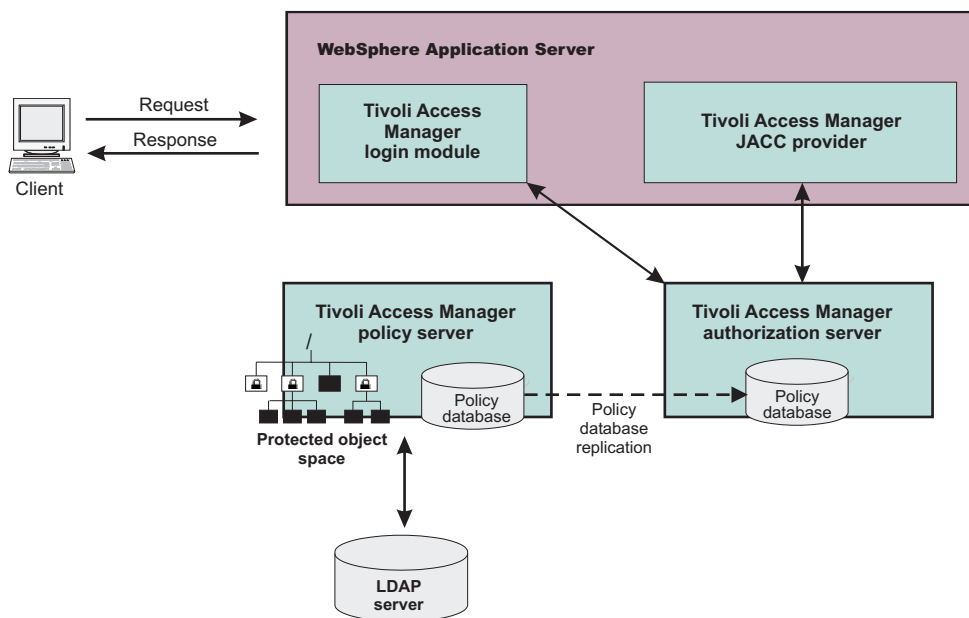 WebSphere Application Server
Request
Response
Client
Tivoli Access
Manager
login module
Tivoli Access Manager
JACC provider
Tivoli Access Manager
policy server
/
Policy
database
Protected object
space
Policy
database
replication
Tivoli Access Manager
authorization server
Policy
database
LDAP
server